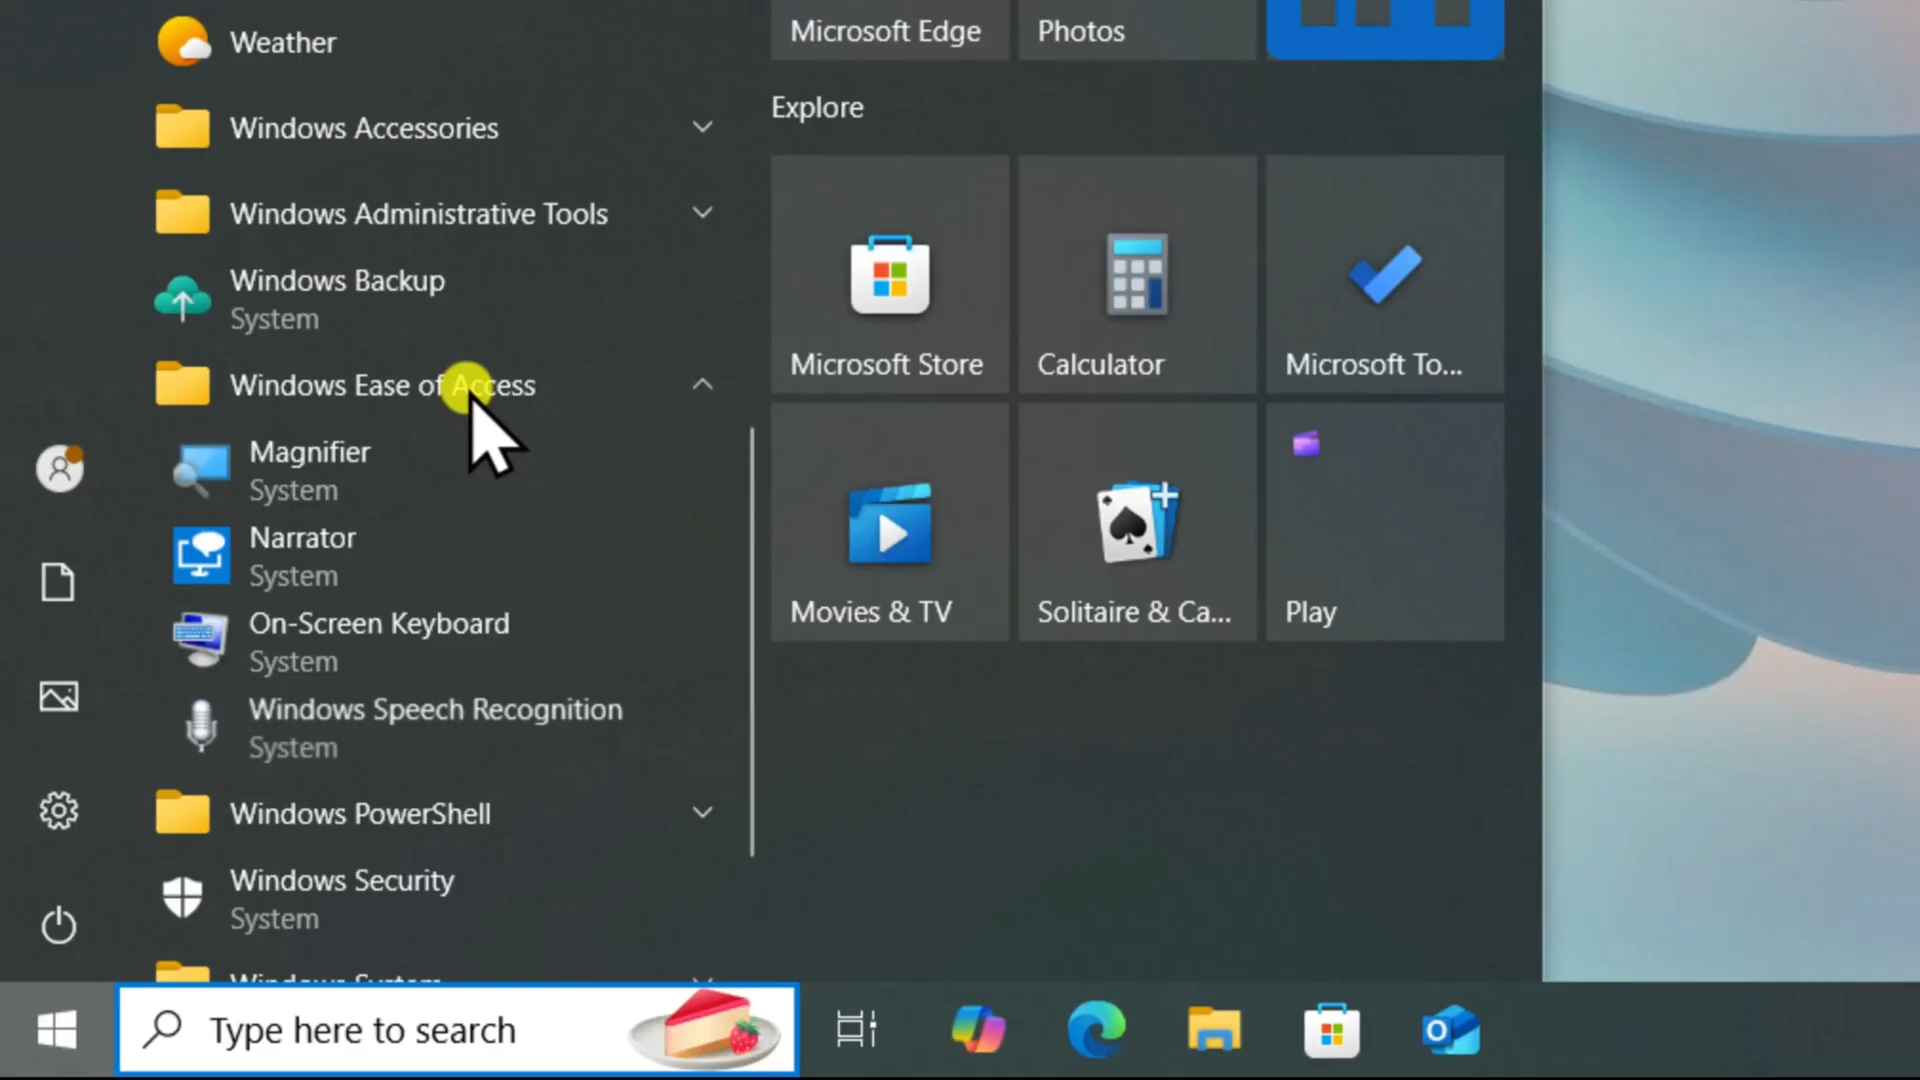 Weather
Windows Accessories
Windows Administrative Tools
Windows Backup
System
Windows Ease of Access
Magnifier
System
Narrator
System
On-Screen Keyboard
System
Windows Speech Recognition
System
Windows PowerShell
Windows Security
System
Windows System
Microsoft Edge
Photos
Explore
Microsoft Store
Calculator
Microsoft To...
Movies & TV
Solitaire & Ca...
Play
Type here to search